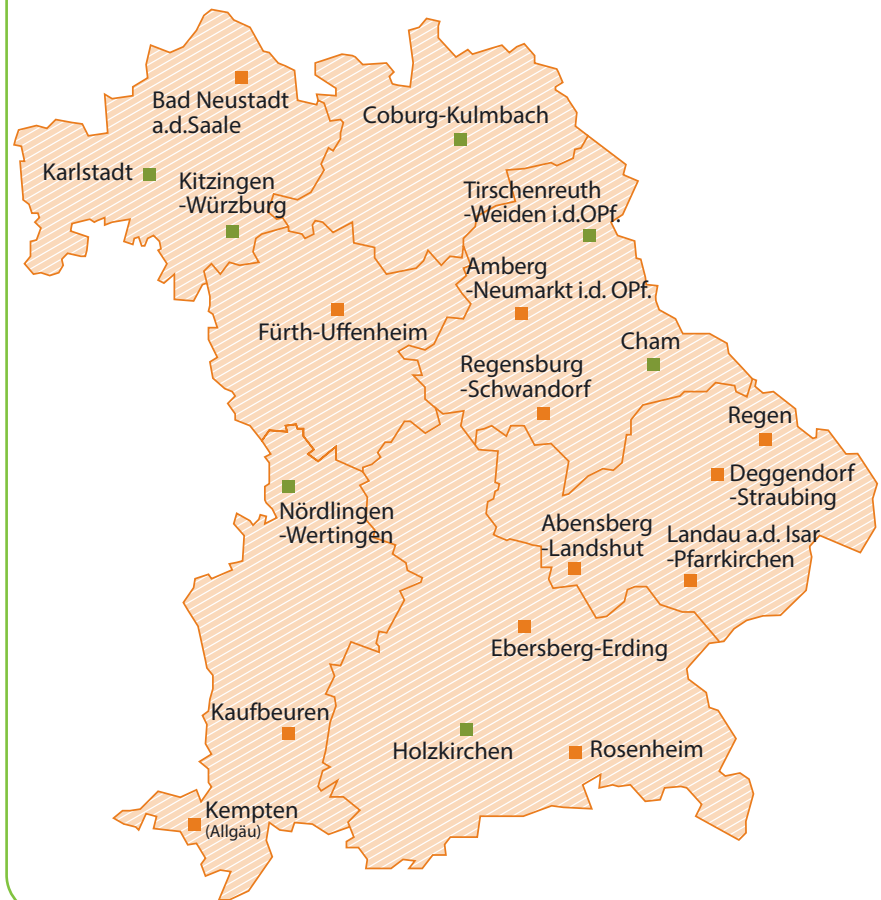 Bad Neustadt
a.d.Saale
Coburg-Kulmbach
Karlstadt
Kitzingen
-Würzburg
Tirschenreuth
-Weiden i.d.OPf.
Amberg
-Neumarkt i.d. OPf.
Fürth-Uffenheim
Cham
Regensburg
-Schwandorf
Regen
Deggendorf
-Straubing
Nördlingen
-Wertingen
Abensberg
-Landshut
Landau a.d. Isar
-Pfarrkirchen
Ebersberg-Erding
Kaufbeuren
Holzkirchen
Rosenheim
Kempten
(Allgäu)